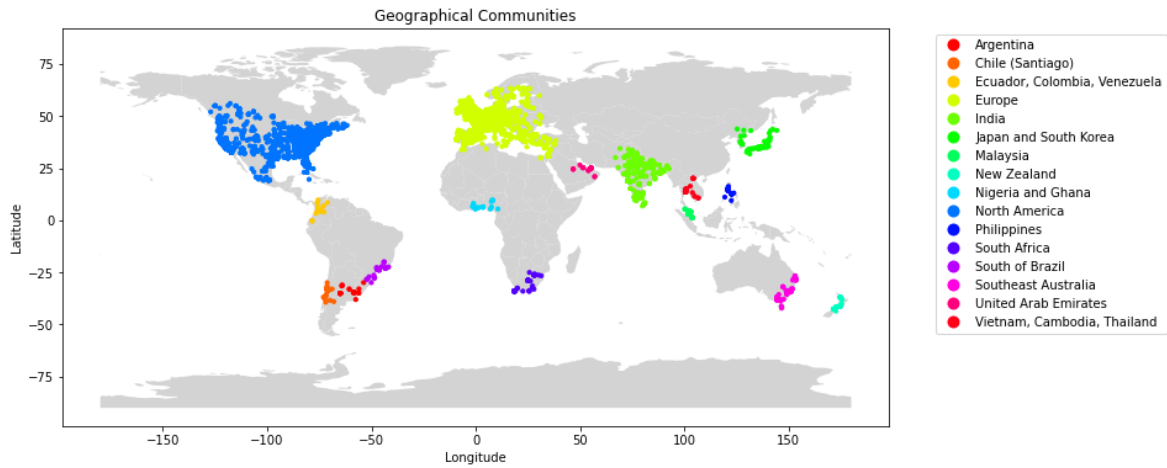 Geographical Communities
Latitude
75
50
25
0
−25
−50
−75
−150
−100
−50
0
50
100
150
Longitude
Argentina
Chile (Santiago)
Ecuador, Colombia, Venezuela
Europe
India
Japan and South Korea
Malaysia
New Zealand
Nigeria and Ghana
North America
Philippines
South Africa
South of Brazil
Southeast Australia
United Arab Emirates
Vietnam, Cambodia, Thailand